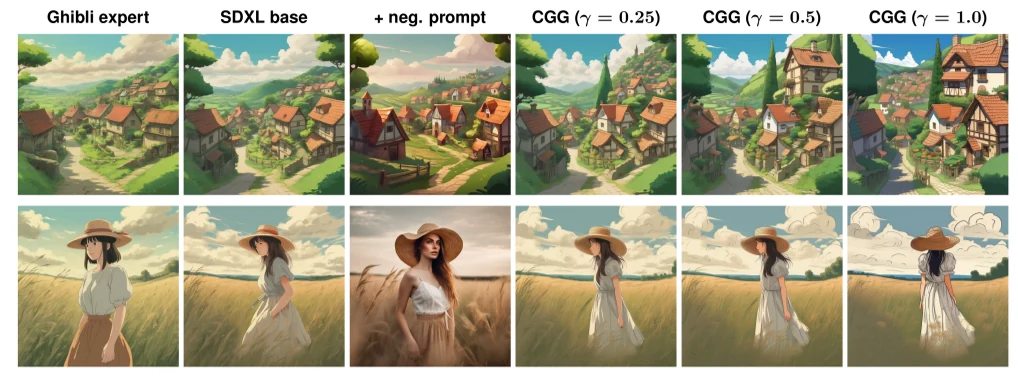 Ghibli expert SDXL base + neg. prompt CGG (γ = 0.25) CGG (γ = 0.5) CGG (γ = 1.0)